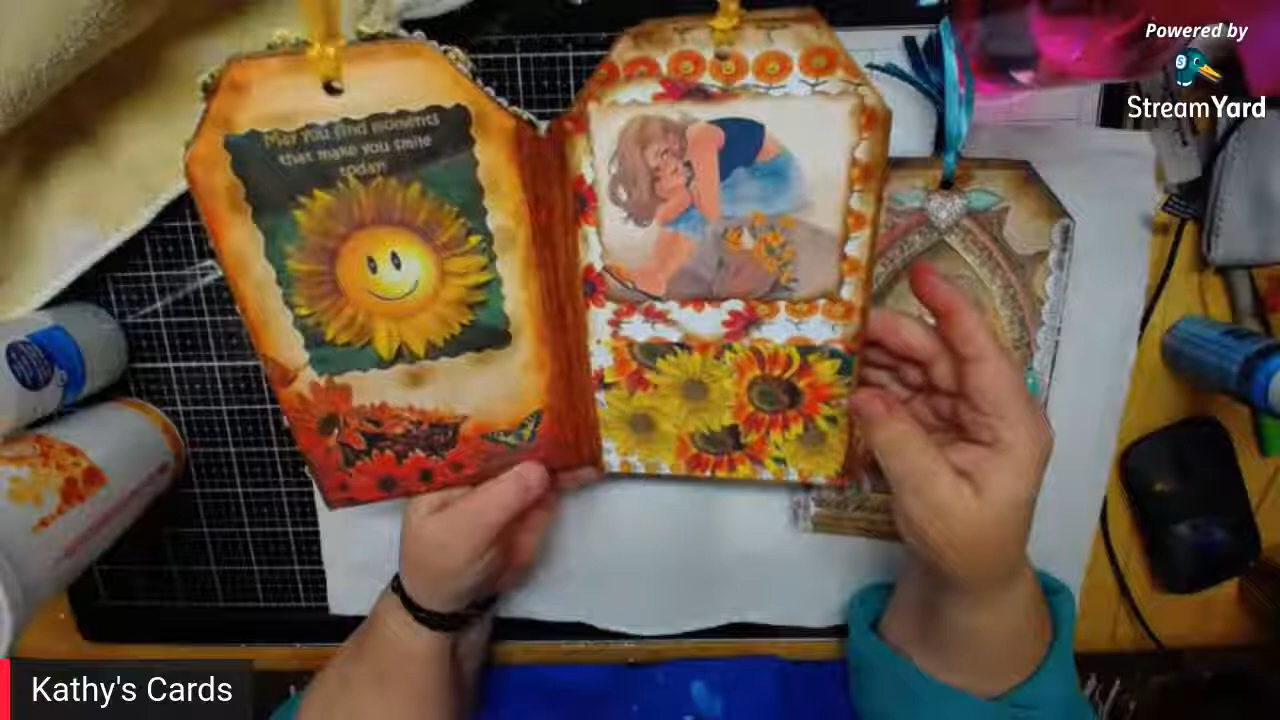 Powered by
StreamYard
May you find moments
that make you smile
today!
Kathy's Cards